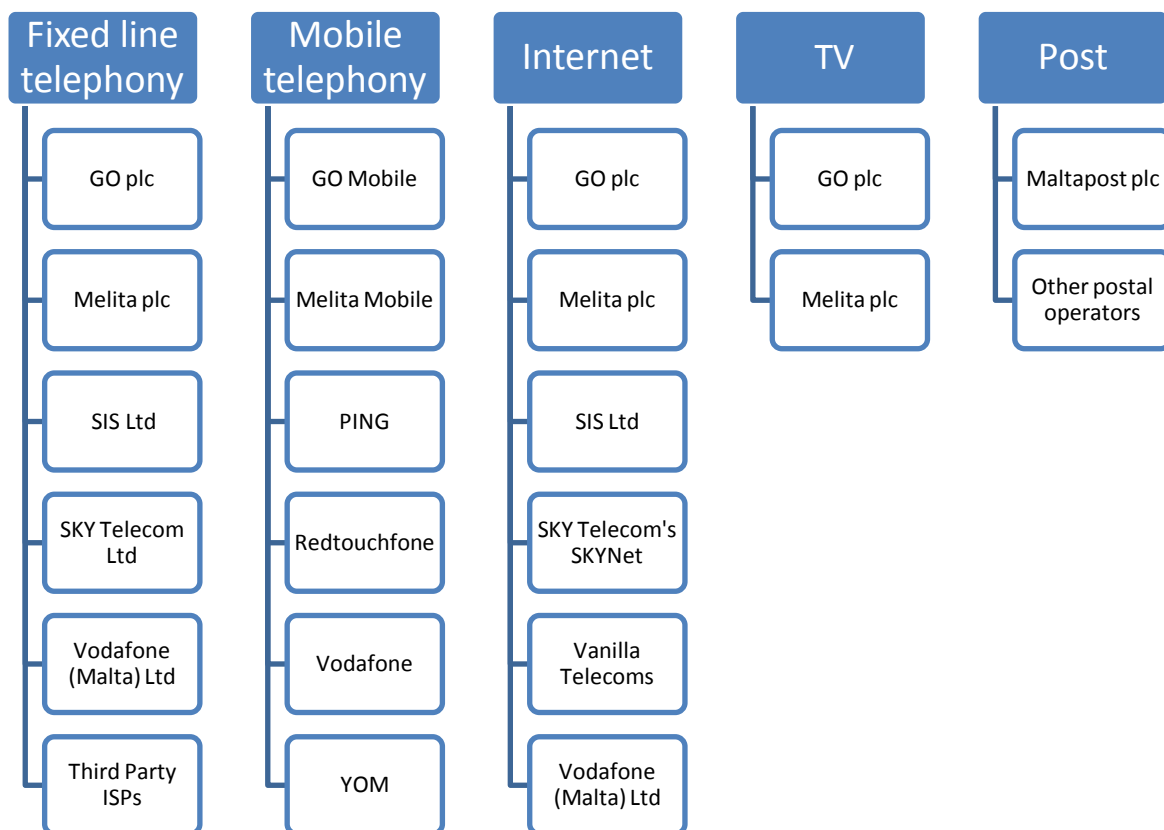 Fixed line
telephony
GO plc
Melita plc
SIS Ltd
SKY Telecom
Ltd
Vodafone
(Malta) Ltd
Third Party
ISPs
Mobile
telephony
GO Mobile
Melita Mobile
PING
Redtouchfone
Vodafone
YOM
Internet
GO plc
Melita plc
SIS Ltd
SKY Telecom's
SKYNet
Vanilla
Telecoms
Vodafone
(Malta) Ltd
TV
GO plc
Melita plc
Post
Maltapost plc
Other postal
operators